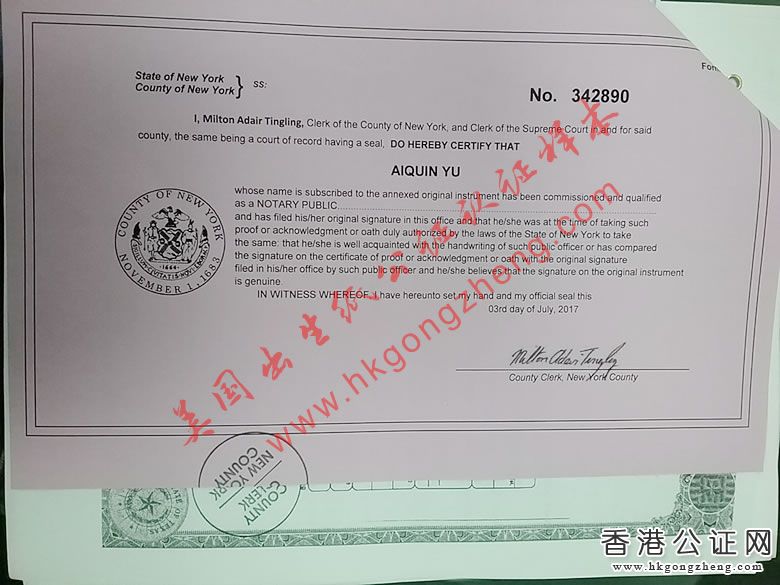 For
State of New York
County of New York
} SS:
No. 342890
I, Milton Adair Tingling, Clerk of the County of New York, and Clerk of the Supreme Court in and for said
county, the same being a court of record having a seal, DO HEREBY CERTIFY THAT
AIQUIN YU
whose name is subscribed to the annexed original instrument has been commissioned and qualified
as a NOTARY PUBLIC
and has filed his/her original signature in this office and that he/she was at the time of taking such
proof or acknowledgment or oath duly authorized by the laws of the State of New York to take
the same: that he/she is well acquainted with the handwriting of such public officer or has compared
the signature on the certificate of proof or acknowledgment or oath with the original signature
filed in his/her office by such public officer and he/she believes that the signature on the original instrument
is genuine.
IN WITNESS WHEREOF, I have hereunto set my hand and my official seal this
03rd day of July, 2017
COUNTY OF NEW YORK
1664
NOVEMBER 1, 1683
Milton Adair Tingling
County Clerk, New York County
美国出生纸公证认证样本
www.hkgongzheng.com
COUNTY
CLERK
NEW YORK
COUNTY
STATE OF
香港公证网
www.hkgongzheng.com